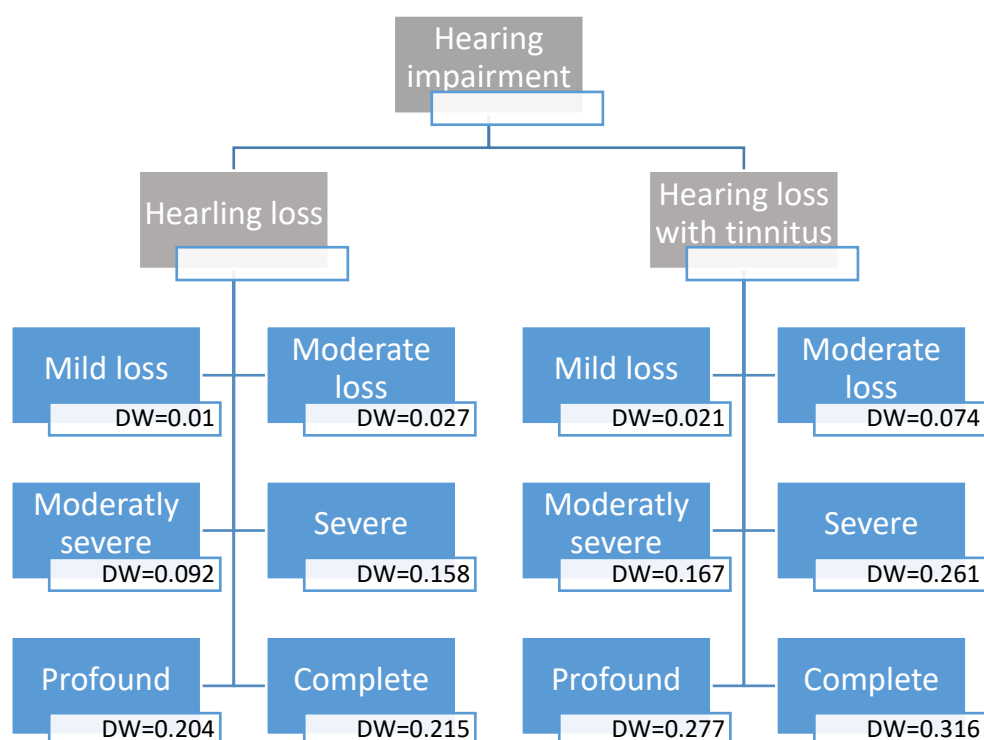 Hearing
impairment
Hearling loss
Hearing loss
with tinnitus
Mild loss
DW=0.01
Moderate
loss
DW=0.027
Moderatly
severe
DW=0.092
Severe
DW=0.158
Profound
DW=0.204
Complete
DW=0.215
Mild loss
DW=0.021
Moderate
loss
DW=0.074
Moderatly
severe
DW=0.167
Severe
DW=0.261
Profound
DW=0.277
Complete
DW=0.316